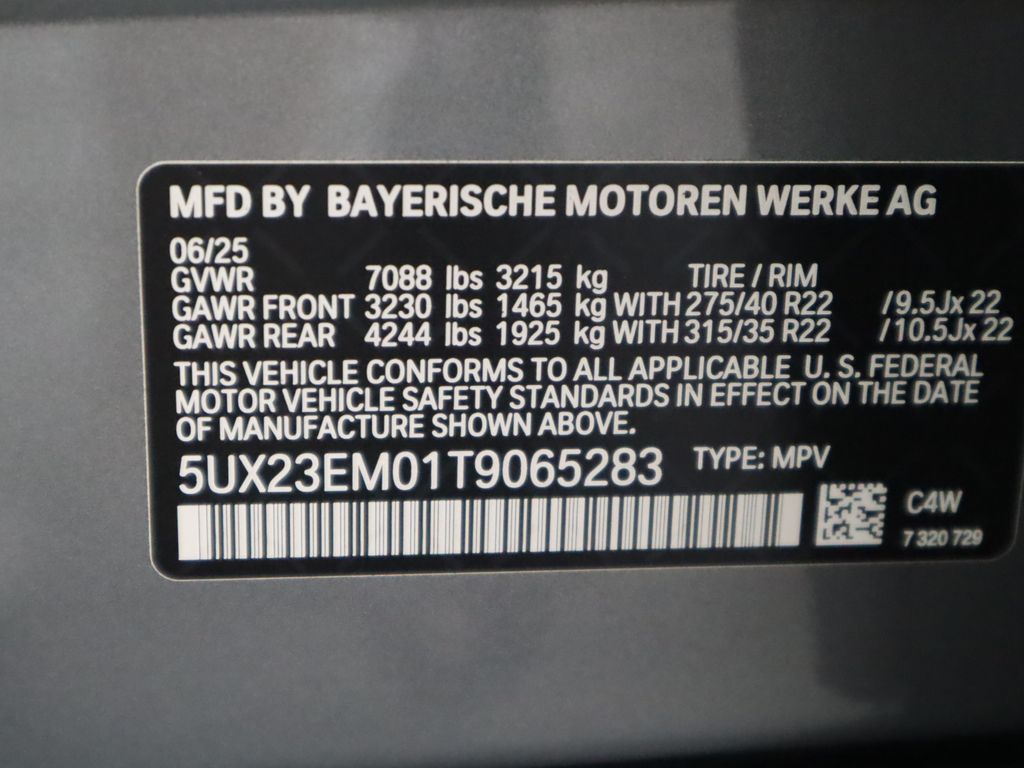 MFD BY BAYERISCHE MOTOREN WERKE AG
06/25
GVWR 7088 lbs 3215 kg TIRE / RIM
GAWR FRONT 3230 lbs 1465 kg WITH 275/40 R22 /9.5Jx22
GAWR REAR 4244 lbs 1925 kg WITH 315/35 R22 /10.5Jx22
THIS VEHICLE CONFORMS TO ALL APPLICABLE U. S. FEDERAL
MOTOR VEHICLE SAFETY STANDARDS IN EFFECT ON THE DATE
OF MANUFACTURE SHOWN ABOVE.
5UX23EM01T9065283 TYPE: MPV
C4W
7 320 729